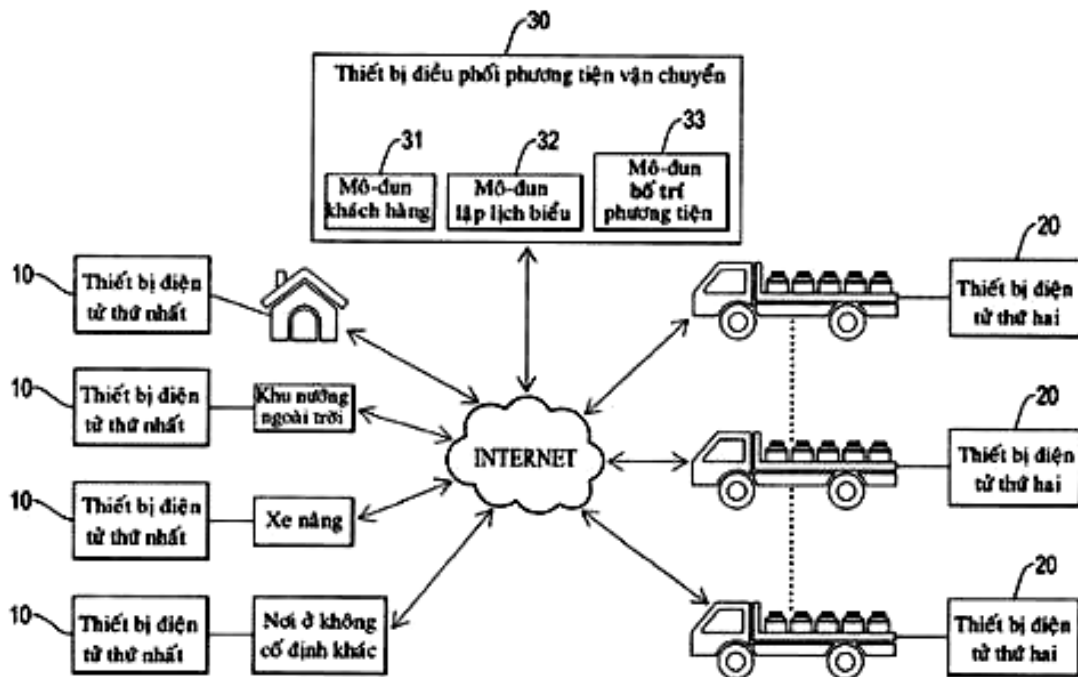 30
Thiết bị điều phối phương tiện vận chuyển
31
32
33
Mô-đun
khách hàng
Mô-đun
lập lịch biểu
Mô-đun
bố trí
phương tiện
10
Thiết bị điện
tử thứ nhất
20
Thiết bị điện
tử thứ hai
10
Thiết bị điện
tử thứ nhất
Khu nướng
ngoài trời
INTERNET
20
Thiết bị điện
tử thứ hai
10
Thiết bị điện
tử thứ nhất
Xe nâng
10
Thiết bị điện
tử thứ nhất
Nơi ở không
cố định khác
20
Thiết bị điện
tử thứ hai